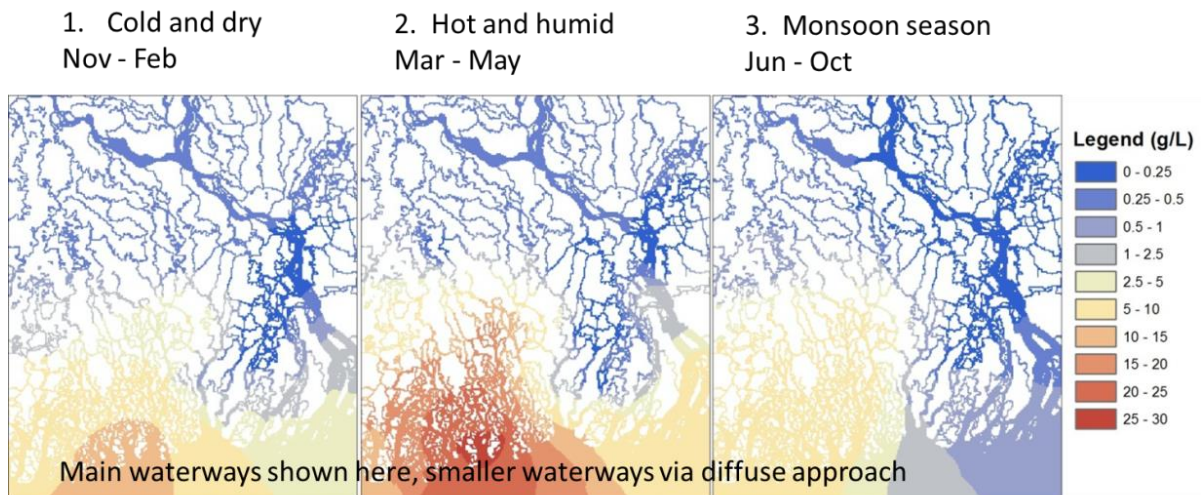 1. Cold and dry
Nov - Feb
2. Hot and humid
Mar - May
3. Monsoon season
Jun - Oct
Legend (g/L)
0 - 0.25
0.25 - 0.5
0.5 - 1
1 - 2.5
2.5 - 5
5 - 10
10 - 15
15 - 20
20 - 25
25 - 30
Main waterways shown here, smaller waterways via diffuse approach